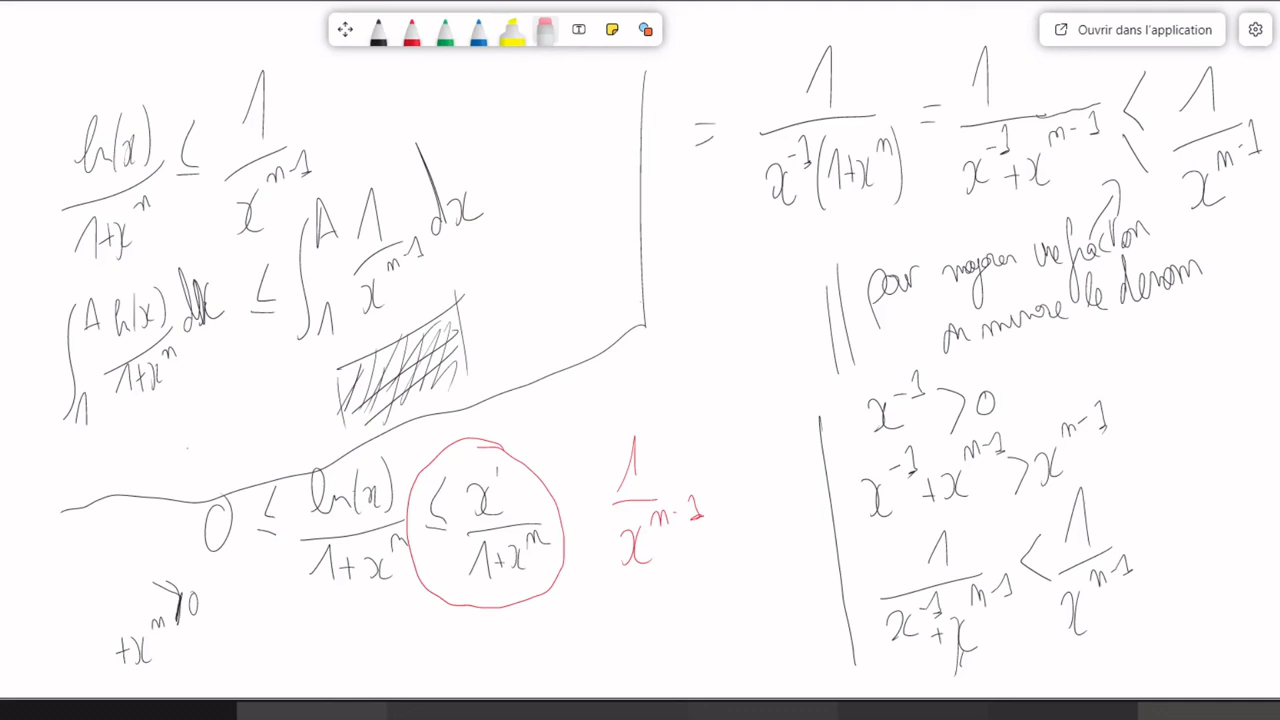 Ouvrir dans l'application
ln(x)/(1+x^n) ≤ 1/x^(n-1)
∫_1^A ln(x)/(1+x^n) dx ≤ ∫_1^A 1/x^(n-1) dx
0 ≤ ln(x)/(1+x^n) ≤ x^1/(1+x^n)
1/x^(n-1)
+x^n > 0
= 1/(x^-1(1+x^n)) = 1/(x^-1+x^(n-1)) < 1/x^(n-1)
pour majorer une fraction
on minore le denom
x^-1 > 0
x^-1+x^(n-1) > x^(n-1)
1/(x^-1+x^(n-1)) < 1/x^(n-1)